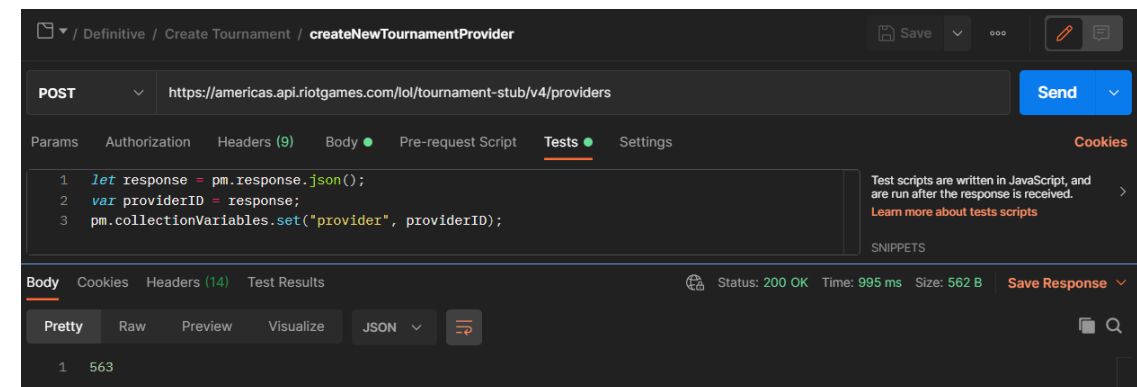 / Definitive / Create Tournament / createNewTournamentProvider Save
POST https://americas.api.riotgames.com/lol/tournament-stub/v4/providers Send
Params Authorization Headers (9) Body Pre-request Script Tests Settings Cookies
1 let response = pm.response.json();
2 var providerID = response;
3 pm.collectionVariables.set("provider", providerID);
Test scripts are written in JavaScript, and
are run after the response is received.
Learn more about tests scripts
SNIPPETS
Body Cookies Headers (14) Test Results Status: 200 OK Time: 995 ms Size: 562 B Save Response
Pretty Raw Preview Visualize JSON
1 563